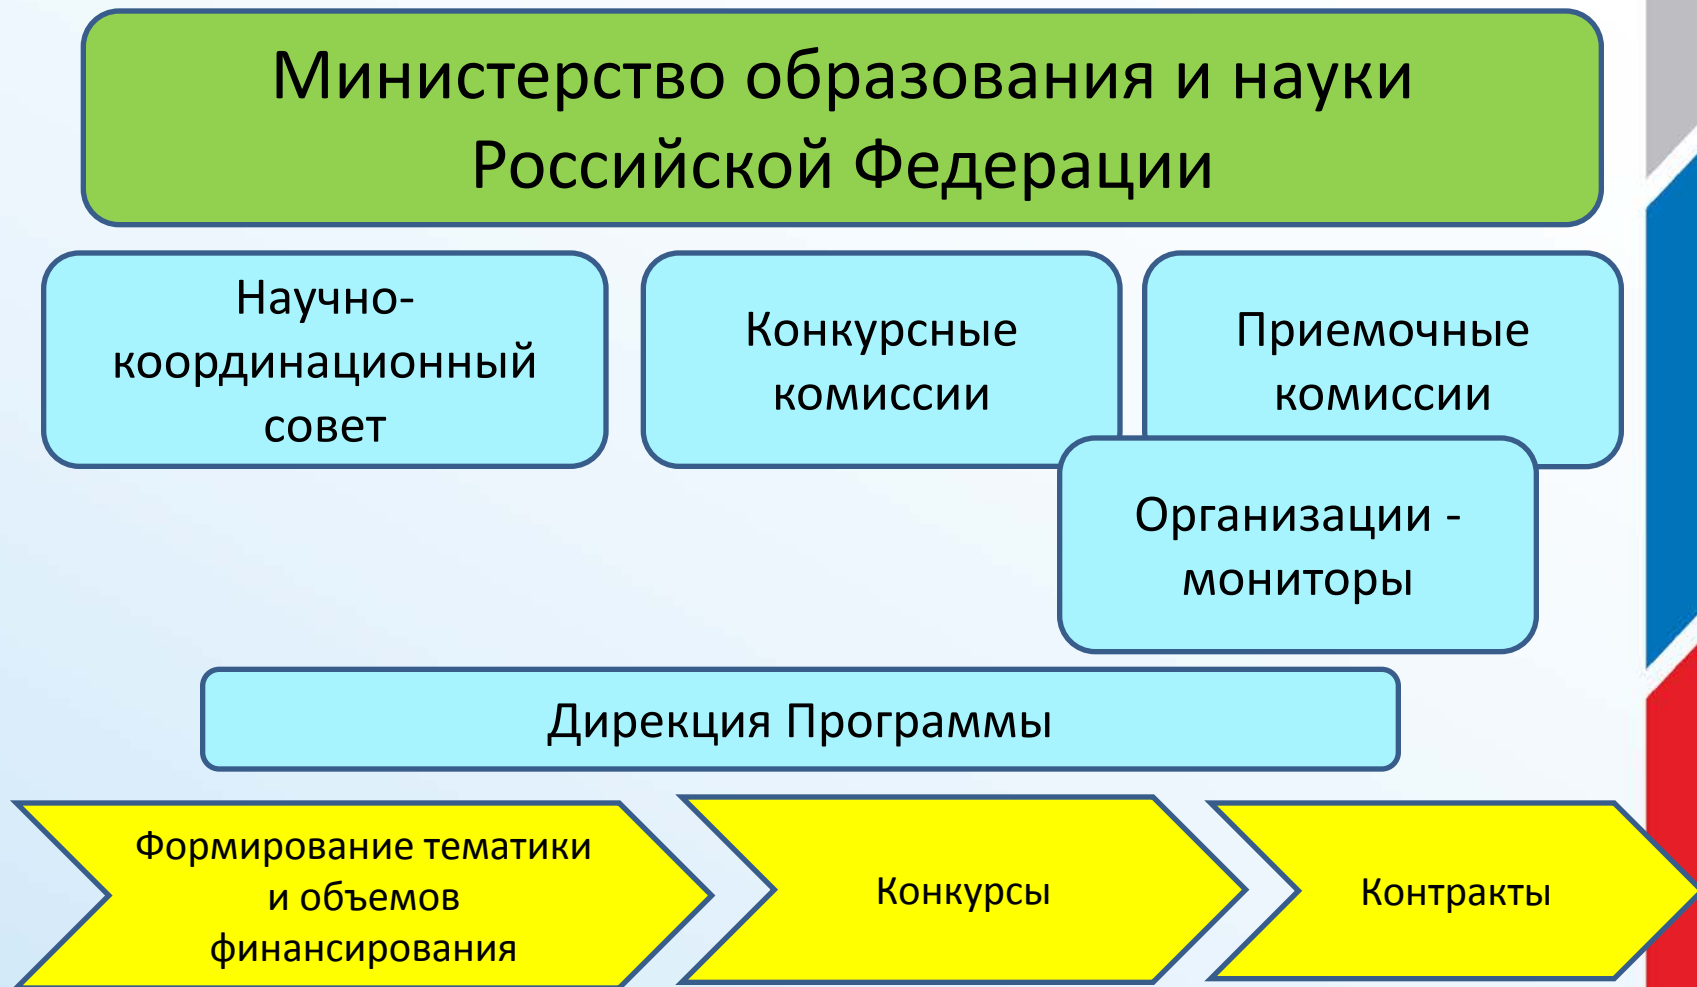 Министерство образования и науки
Российской Федерации
Научно-
координационный
совет
Конкурсные
комиссии
Приемочные
комиссии
Организации -
мониторы
Дирекция Программы
Формирование тематики
и объемов
финансирования
Конкурсы
Контракты